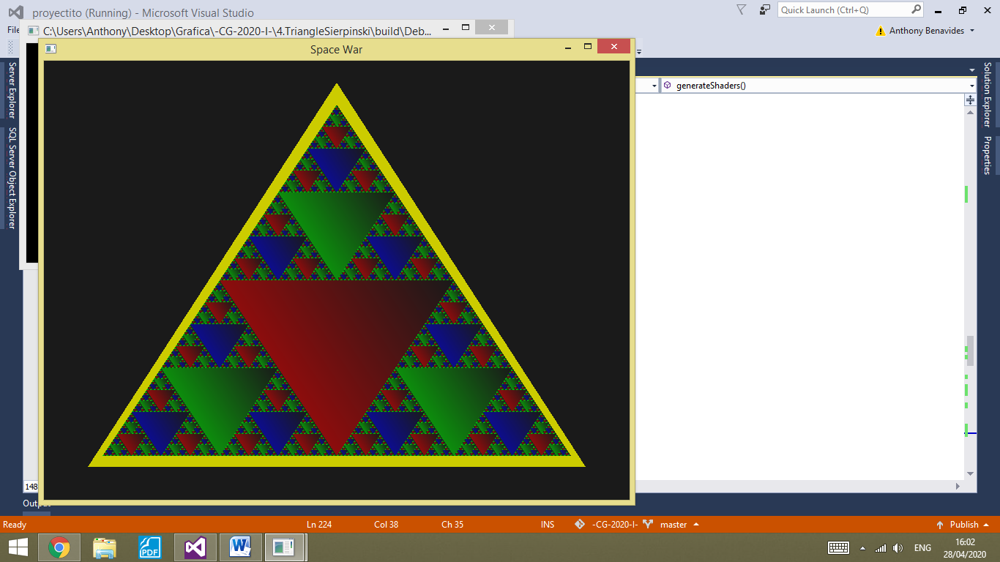 proyectito (Running) - Microsoft Visual Studio
Quick Launch (Ctrl+Q)
C:\Users\Anthony\Desktop\Grafica\-CG-2020-I-\4.TriangleSierpinski\build\Deb...
Anthony Benavides
Space War
Server Explorer
SQL Server Object Explorer
generateShaders()
Solution Explorer
Properties
148
Ready
Ln 224
Col 38
Ch 35
INS
-CG-2020-I-
master
Publish
PDF
ENG
16:02
28/04/2020